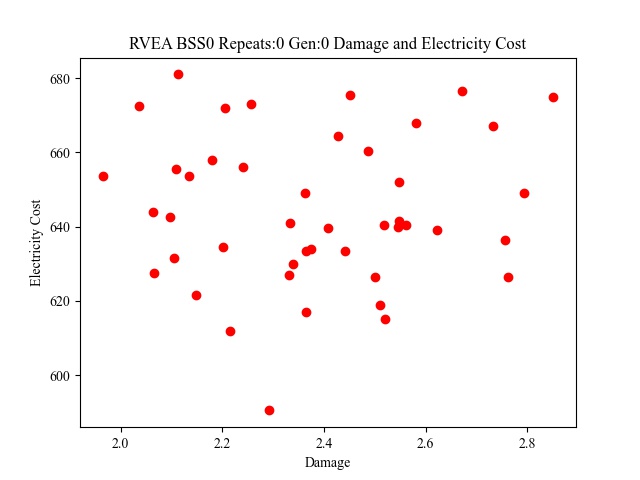 RVEA BSS0 Repeats:0 Gen:0 Damage and Electricity Cost
680
660
640
620
600
Electricity Cost
2.0 2.2 2.4 2.6 2.8
Damage